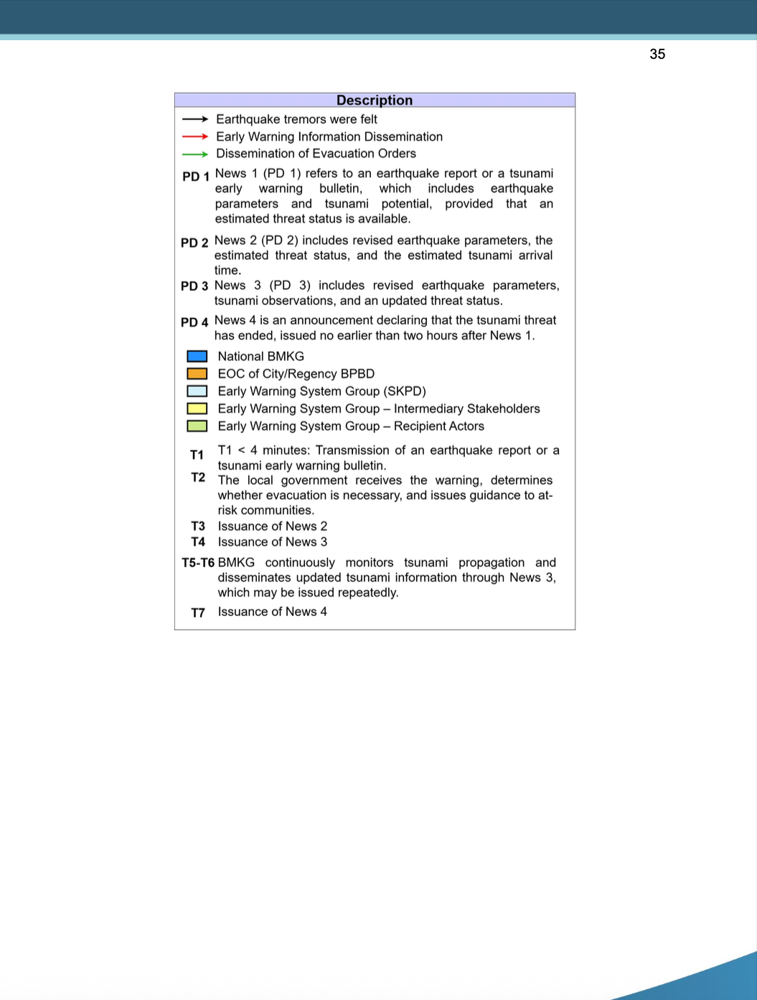 35
Description
Earthquake tremors were felt
Early Warning Information Dissemination
Dissemination of Evacuation Orders
PD 1 News 1 (PD 1) refers to an earthquake report or a tsunami
early warning bulletin, which includes earthquake
parameters and tsunami potential, provided that an
estimated threat status is available.
PD 2 News 2 (PD 2) includes revised earthquake parameters, the
estimated threat status, and the estimated tsunami arrival
time.
PD 3 News 3 (PD 3) includes revised earthquake parameters,
tsunami observations, and an updated threat status.
PD 4 News 4 is an announcement declaring that the tsunami threat
has ended, issued no earlier than two hours after News 1.
National BMKG
EOC of City/Regency BPBD
Early Warning System Group (SKPD)
Early Warning System Group – Intermediary Stakeholders
Early Warning System Group – Recipient Actors
T1 T1 < 4 minutes: Transmission of an earthquake report or a
tsunami early warning bulletin.
T2 The local government receives the warning, determines
whether evacuation is necessary, and issues guidance to at-
risk communities.
T3 Issuance of News 2
T4 Issuance of News 3
T5-T6 BMKG continuously monitors tsunami propagation and
disseminates updated tsunami information through News 3,
which may be issued repeatedly.
T7 Issuance of News 4